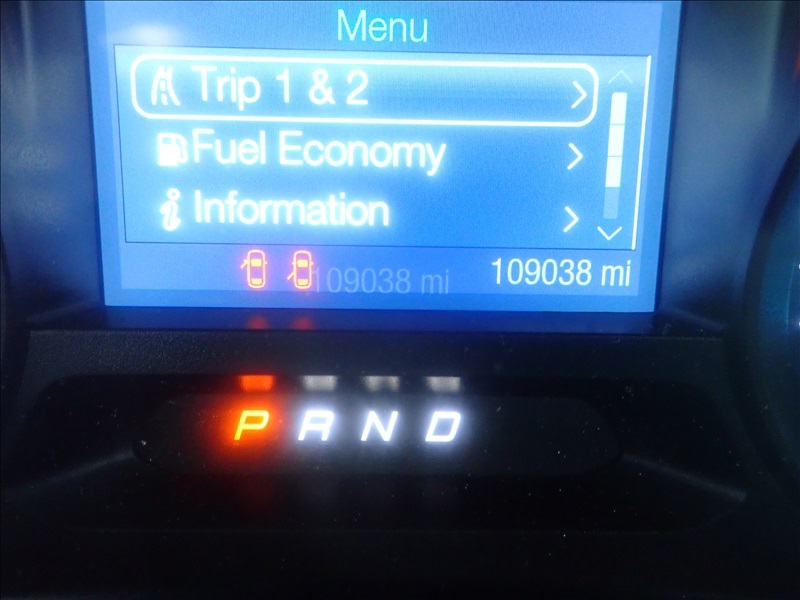 Menu
Trip 1 & 2
Fuel Economy
Information
109038 mi 109038 mi
P R N D